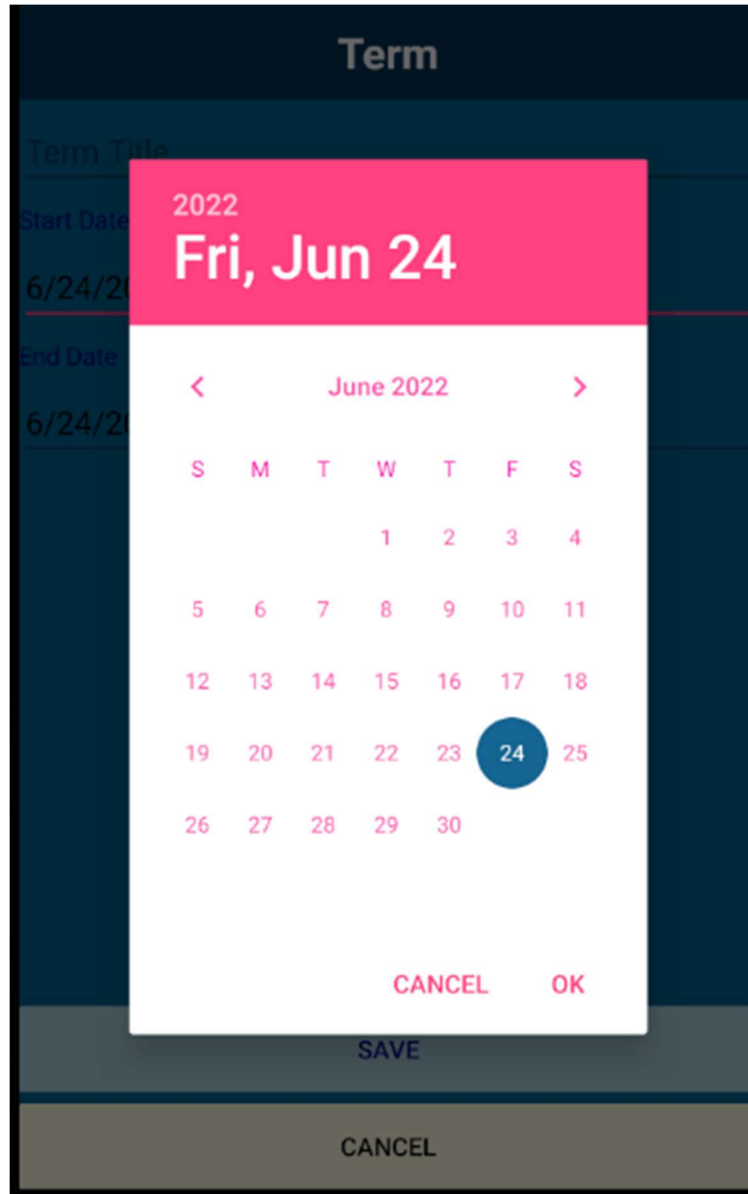 Term
Term Title
Start Date
6/24/20
End Date
6/24/20
2022
Fri, Jun 24
June 2022
S M T W T F S
1 2 3 4
5 6 7 8 9 10 11
12 13 14 15 16 17 18
19 20 21 22 23 24 25
26 27 28 29 30
CANCEL OK
SAVE
CANCEL